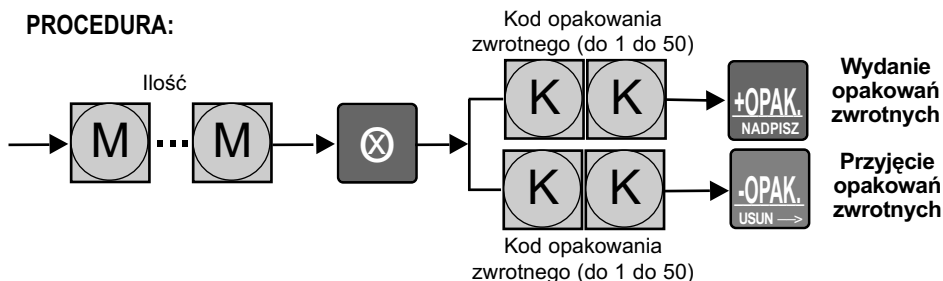 PROCEDURA:
Ilość
M ... M
ⓧ
Kod opakowania
zwrotnego (do 1 do 50)
K K
+OPAK.
NADPISZ
Wydanie
opakowań
zwrotnych
K K
-OPAK.
USUN —>
Przyjęcie
opakowań
zwrotnych
Kod opakowania
zwrotnego (do 1 do 50)